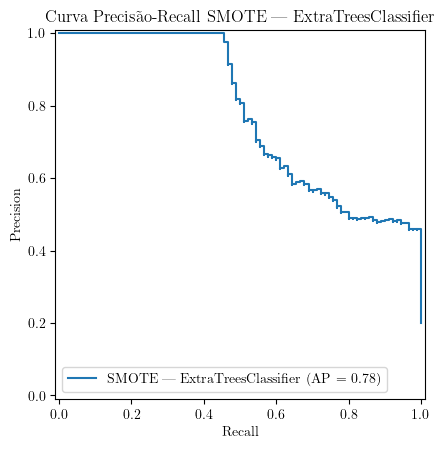 Curva Precisão-Recall SMOTE — ExtraTreesClassifier
1.0
0.8
0.6
0.4
0.2
0.0
Precision
SMOTE — ExtraTreesClassifier (AP = 0.78)
0.0 0.2 0.4 0.6 0.8 1.0
Recall